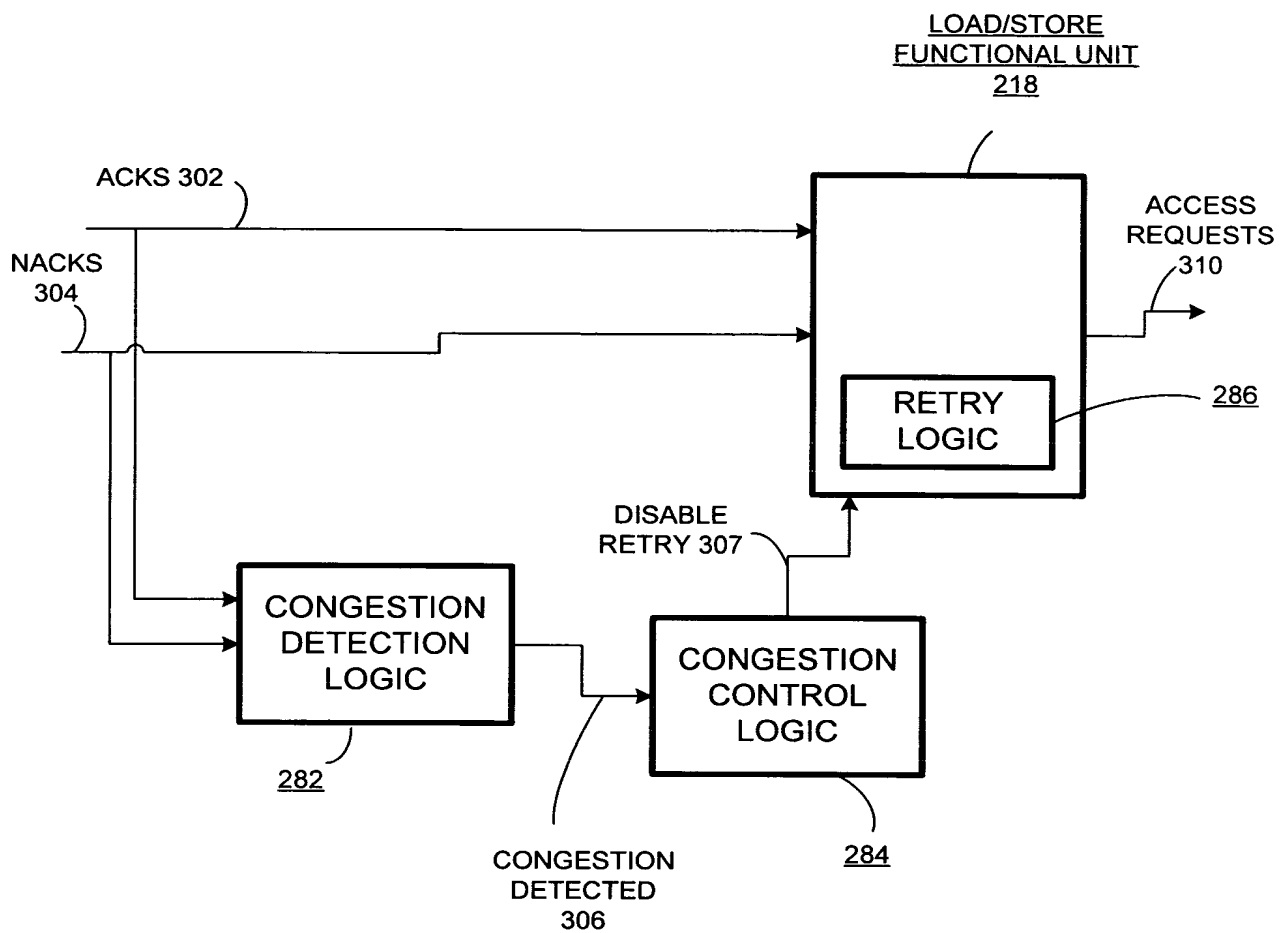 LOAD/STORE
FUNCTIONAL UNIT
218
ACKS 302
ACCESS
REQUESTS
310
NACKS
304
RETRY
LOGIC
286
DISABLE
RETRY 307
CONGESTION
DETECTION
LOGIC
CONGESTION
CONTROL
LOGIC
282
284
CONGESTION
DETECTED
306